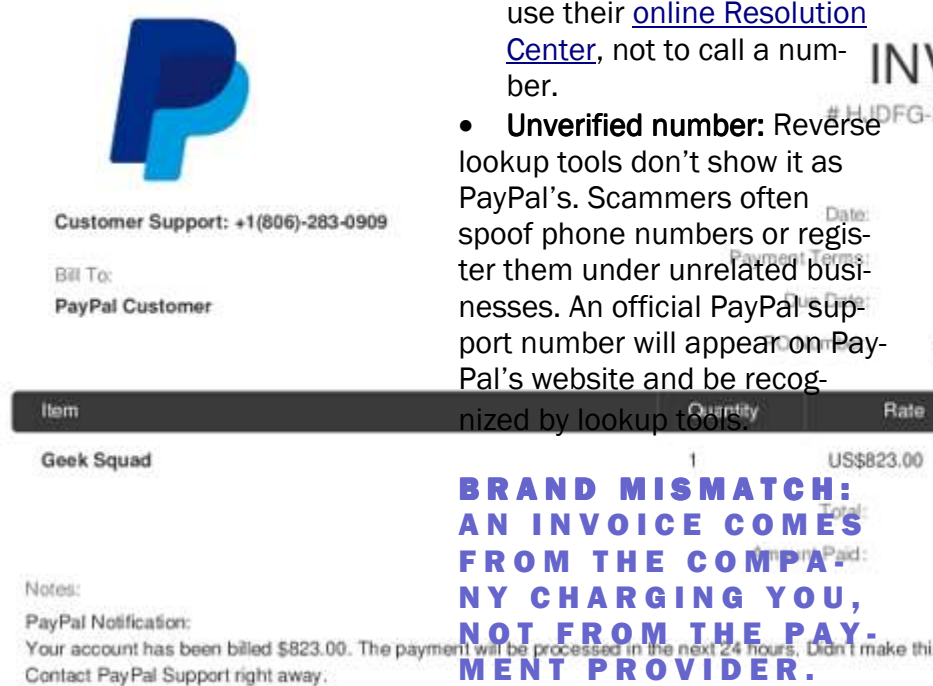 use their online Resolution
Center, not to call a num-
ber.
• Unverified number: Reverse
lookup tools don't show it as
PayPal's. Scammers often
spoof phone numbers or regis-
ter them under unrelated busi-
nesses. An official PayPal sup-
port number will appear on Pay-
Pal's website and be recog-
nized by lookup tools.
BRAND MISMATCH:
AN INVOICE COMES
FROM THE COMPA-
NY CHARGING YOU,
NOT FROM THE PAY-
MENT PROVIDER.
# HJDFG-
Customer Support: +1(806)-283-0909
Date:
Bill To:
Payment Terms:
PayPal Customer
Due Date:
Item Quantity Rate
Geek Squad 1 US$823.00
Total:
Amount Paid:
Notes:
PayPal Notification:
Your account has been billed $823.00. The payment will be processed in the next 24 hours. Didn't make
Contact PayPal Support right away.